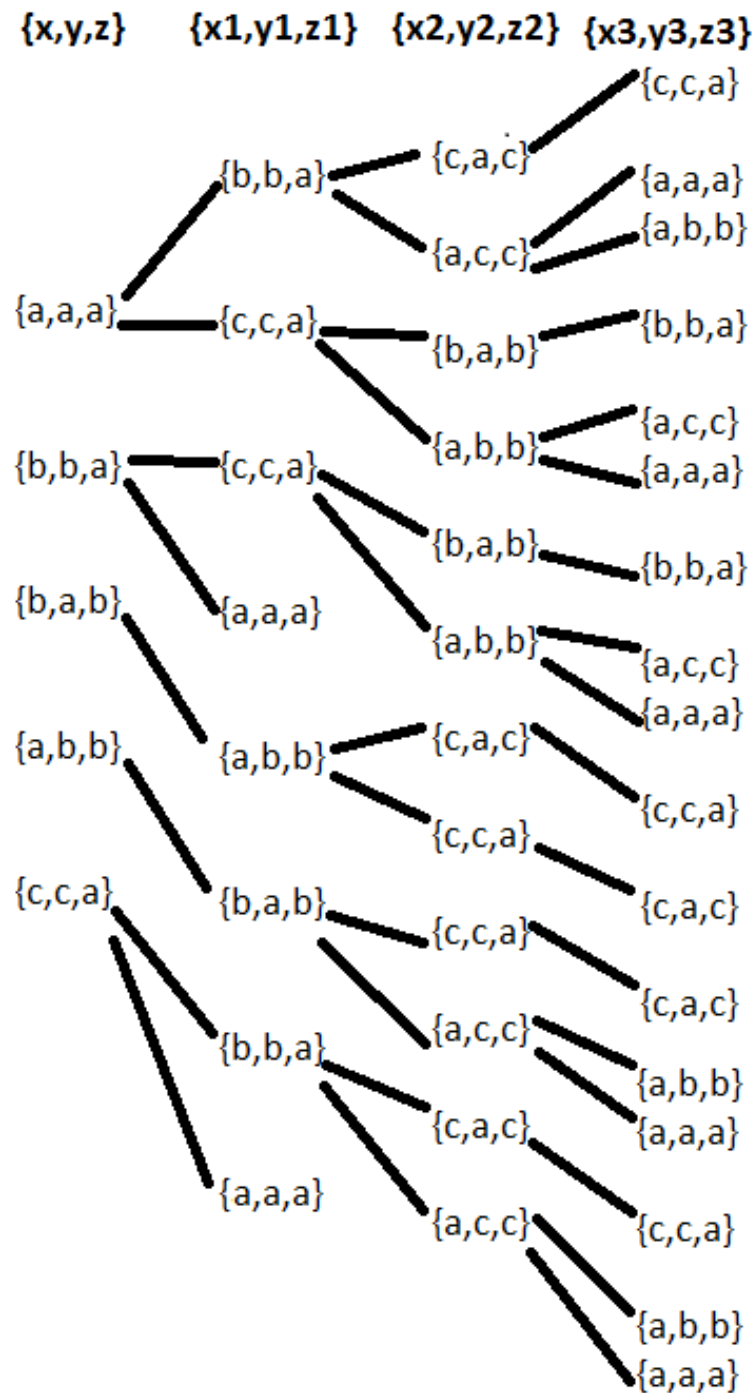 {x,y,z} {x1,y1,z1} {x2,y2,z2} {x3,y3,z3}
{c,c,a}
{b,b,a} {c,a,c}
{a,a,a}
{a,c,c} {a,b,b}
{a,a,a} {c,c,a} {b,a,b} {b,b,a}
{a,c,c}
{b,b,a} {c,c,a} {a,b,b} {a,a,a}
{b,a,b} {b,b,a}
{b,a,b} {a,a,a}
{a,b,b} {a,c,c}
{a,a,a}
{a,b,b} {a,b,b} {c,a,c}
{c,c,a}
{c,c,a}
{c,c,a} {b,a,b} {c,c,a} {c,a,c}
{c,a,c}
{b,b,a} {a,c,c}
{a,b,b}
{c,a,c} {a,a,a}
{a,a,a}
{a,c,c} {c,c,a}
{a,b,b}
{a,a,a}